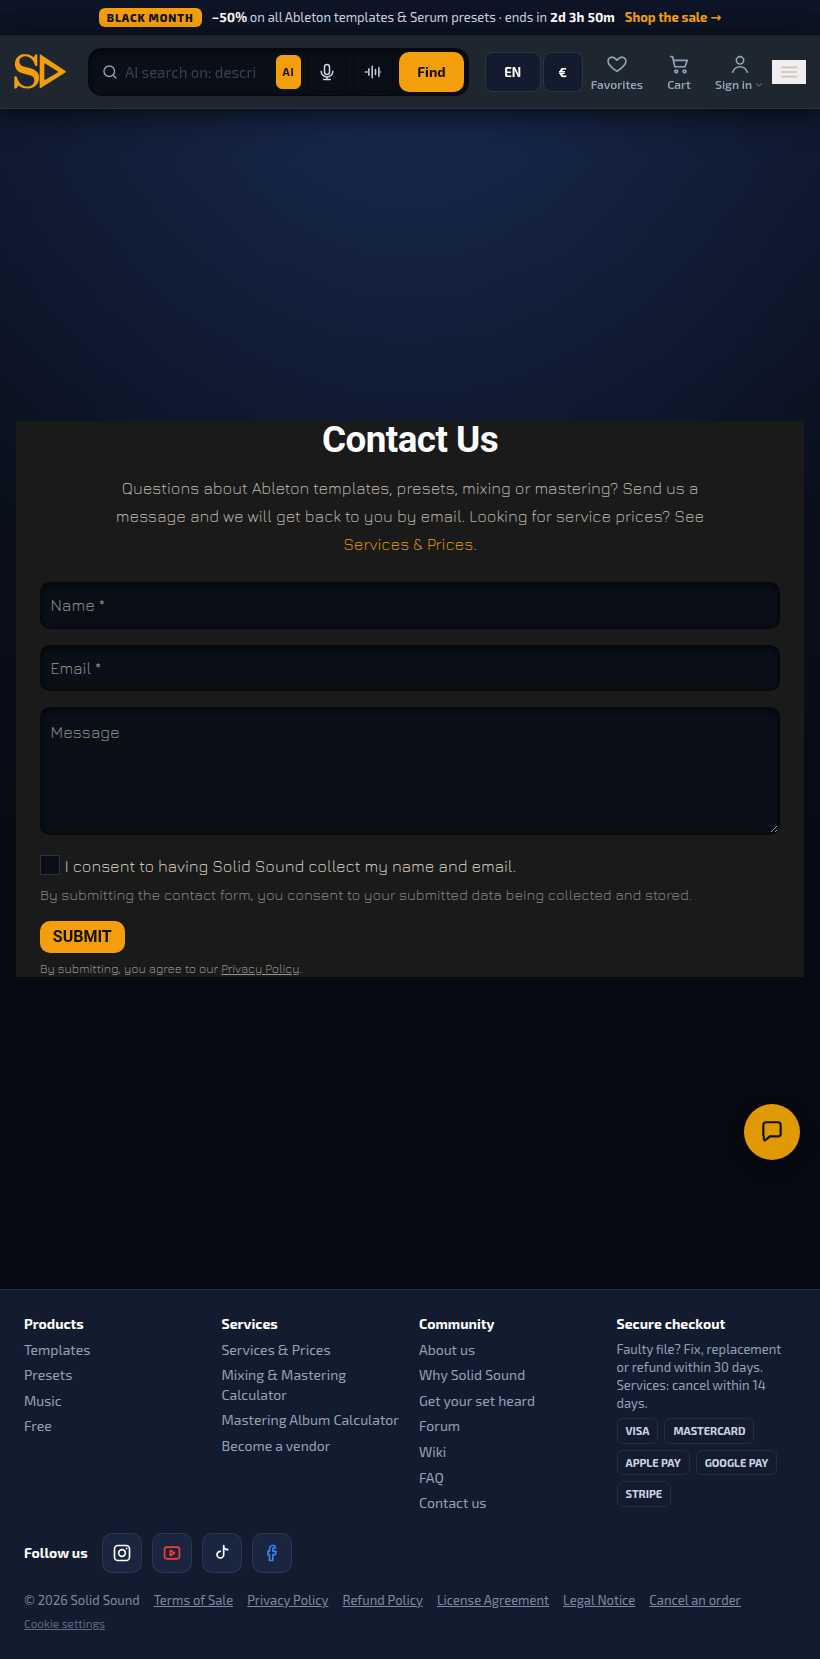 BLACK MONTH −50% on all Ableton templates & Serum presets · ends in 2d 3h 50m Shop the sale →
S AI search on: descri AI Find EN € Favorites Cart Sign in
Contact Us
Questions about Ableton templates, presets, mixing or mastering? Send us a
message and we will get back to you by email. Looking for service prices? See
Services & Prices.
Name *
Email *
Message
I consent to having Solid Sound collect my name and email.
By submitting the contact form, you consent to your submitted data being collected and stored.
SUBMIT
By submitting, you agree to our Privacy Policy.
Products
Templates
Presets
Music
Free
Services
Services & Prices
Mixing & Mastering
Calculator
Mastering Album Calculator
Become a vendor
Community
About us
Why Solid Sound
Get your set heard
Forum
Wiki
FAQ
Contact us
Secure checkout
Faulty file? Fix, replacement
or refund within 30 days.
Services: cancel within 14
days.
VISA MASTERCARD
APPLE PAY GOOGLE PAY
STRIPE
Follow us
© 2026 Solid Sound Terms of Sale Privacy Policy Refund Policy License Agreement Legal Notice Cancel an order
Cookie settings